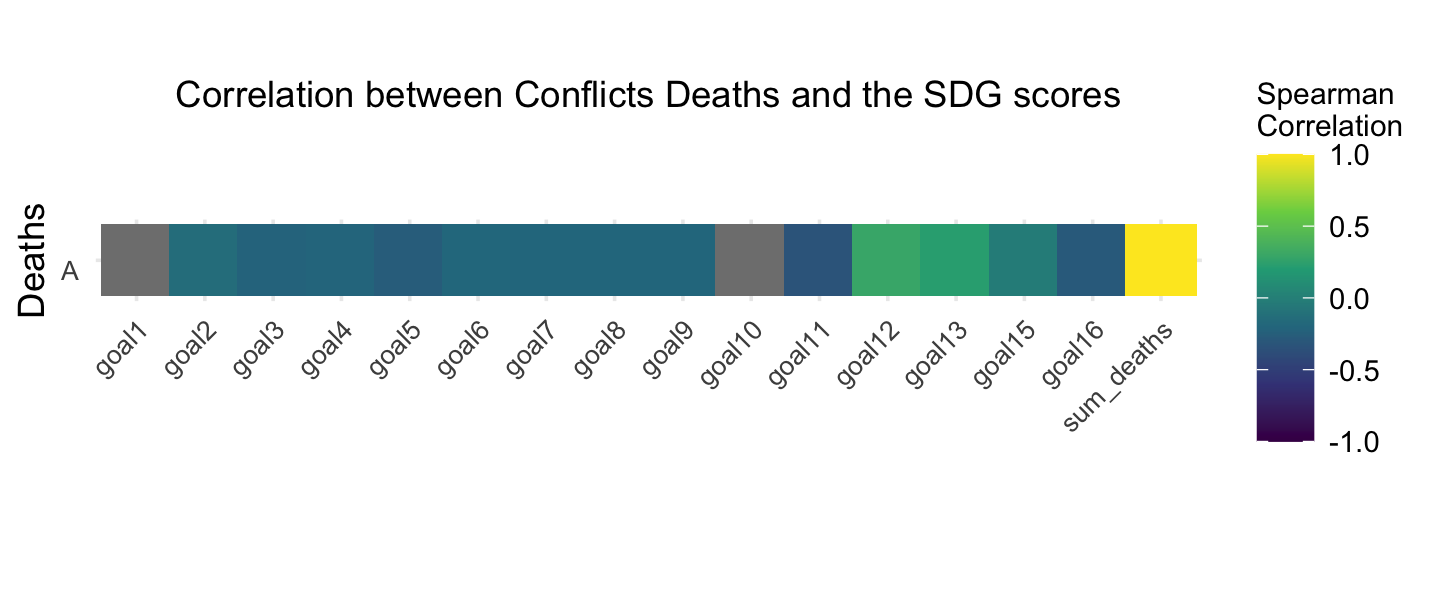 Correlation between Conflicts Deaths and the SDG scores
Spearman
Correlation
1.0
0.5
0.0
-0.5
-1.0
Deaths
A
goal1
goal2
goal3
goal4
goal5
goal6
goal7
goal8
goal9
goal10
goal11
goal12
goal13
goal15
goal16
sum_deaths